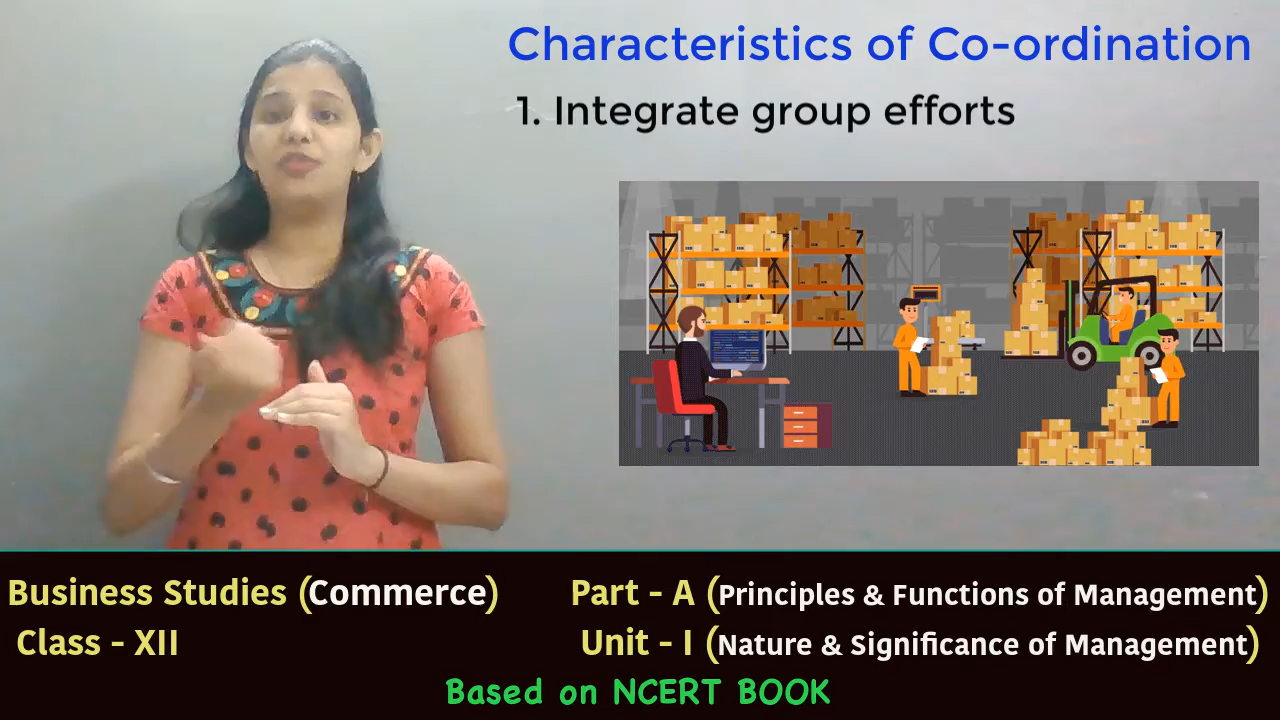 Characteristics of Co-ordination
1. Integrate group efforts
Business Studies (Commerce)
Part - A (Principles & Functions of Management)
Class - XII
Unit - I (Nature & Significance of Management)
Based on NCERT BOOK